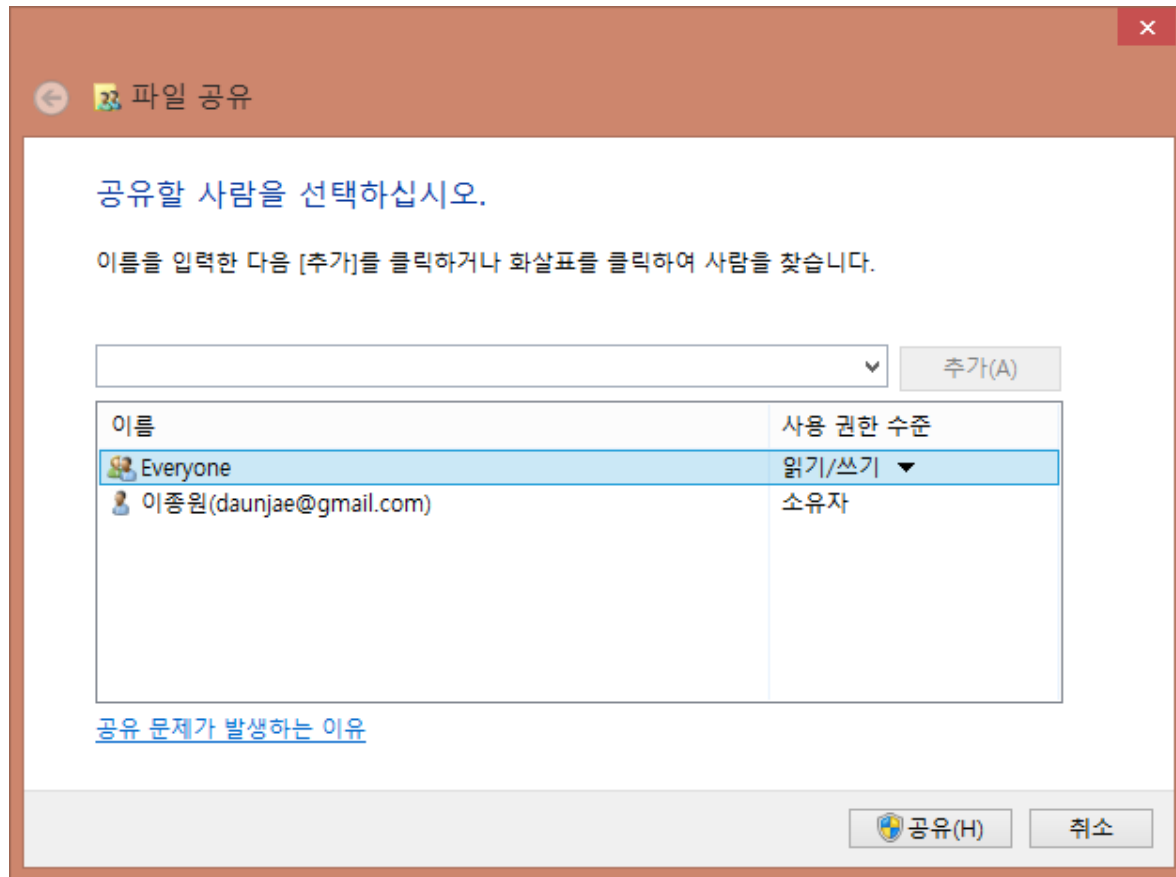 파일 공유
공유할 사람을 선택하십시오.
이름을 입력한 다음 [추가]를 클릭하거나 화살표를 클릭하여 사람을 찾습니다.
추가(A)
이름 사용 권한 수준
Everyone 읽기/쓰기
이종원(daunjae@gmail.com) 소유자
공유 문제가 발생하는 이유
공유(H) 취소